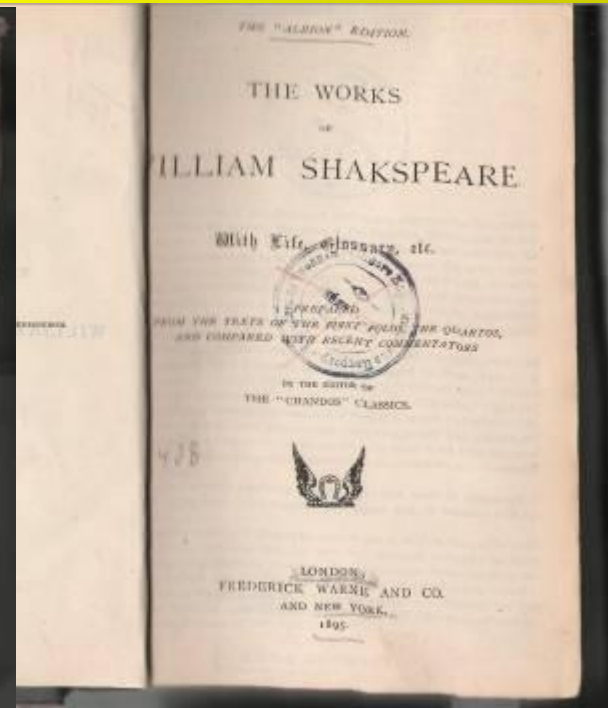 THE "ALBION" EDITION.
THE WORKS
OF
WILLIAM SHAKSPEARE
With Life, Glossary, etc.
PREPARED
FROM THE TEXTS OF THE FIRST FOLIO, THE QUARTOS,
AND COMPARED WITH RECENT COMMENTATORS
BY THE EDITOR OF
THE "CHANDOS" CLASSICS.
LONDON,
FREDERICK WARNE AND CO.
AND NEW YORK.
1895